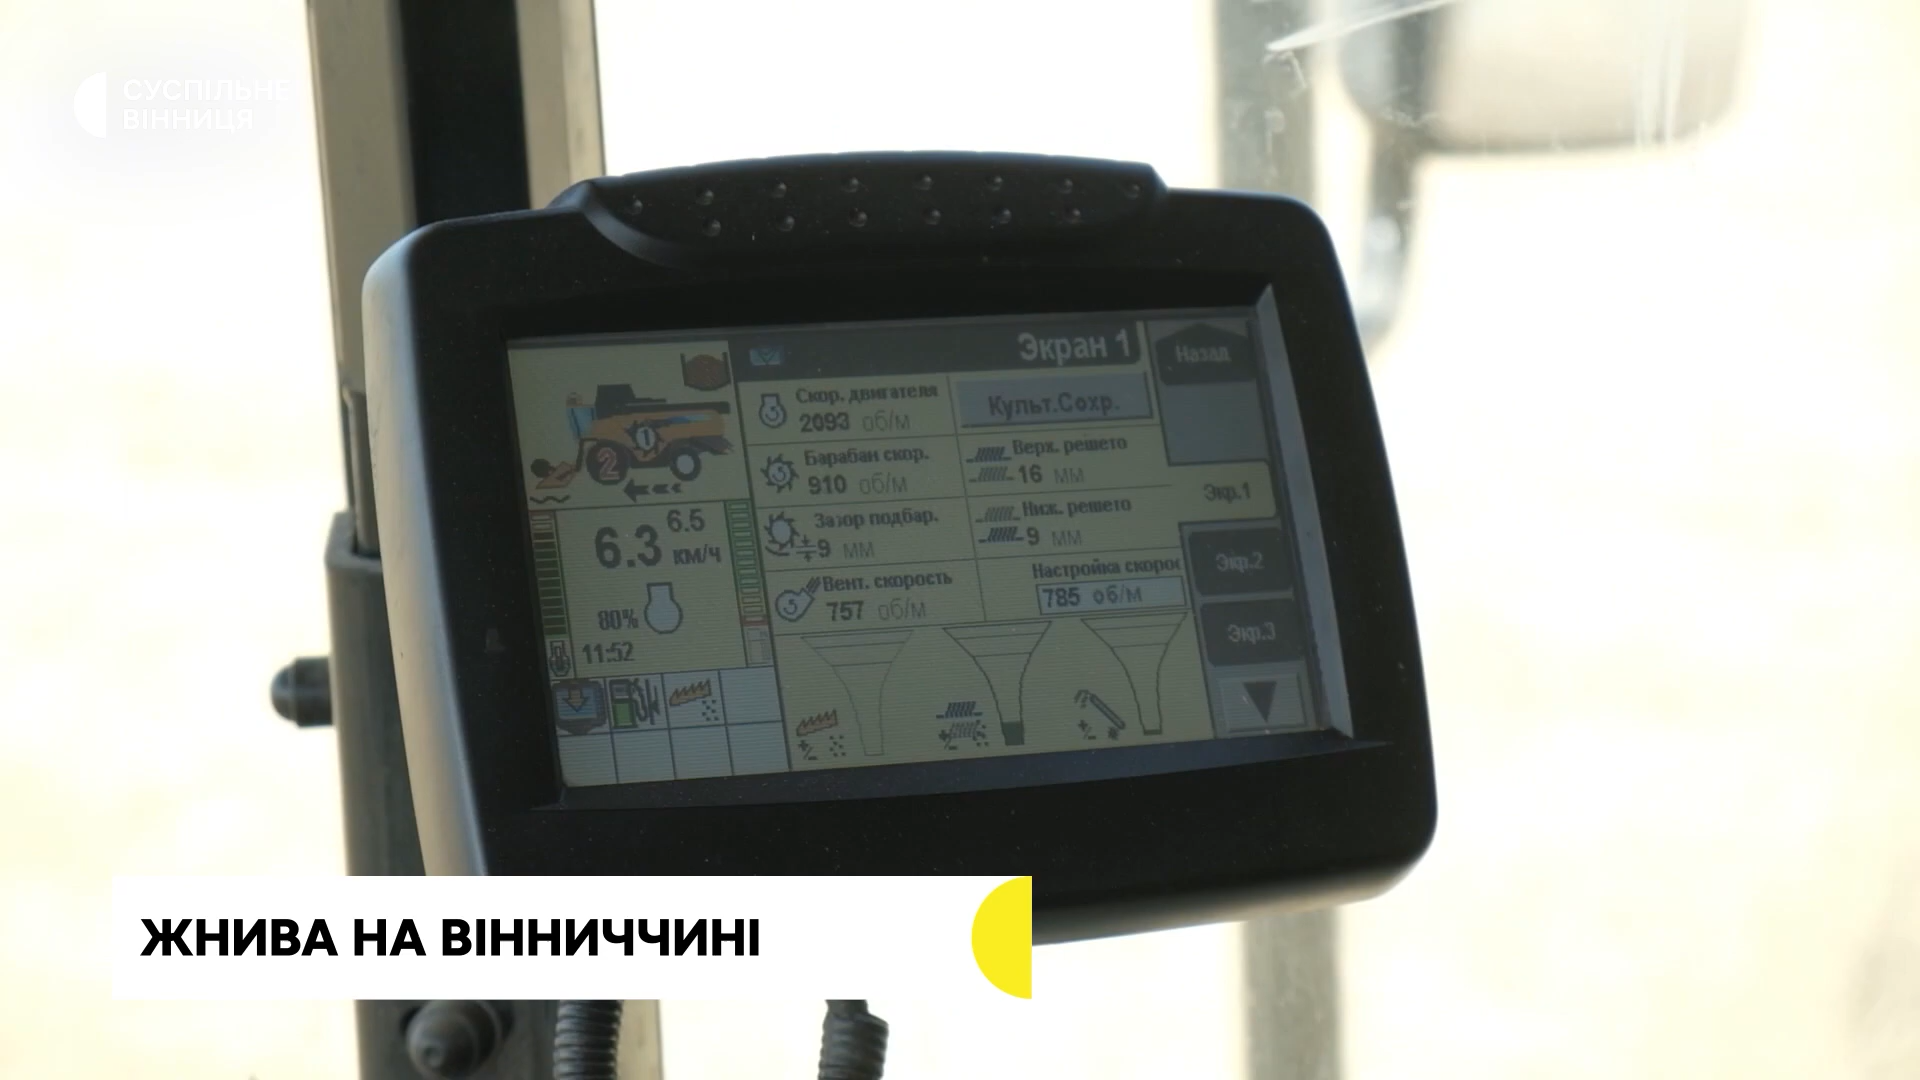 СУСПІЛЬНЕ
ВІННИЦЯ
Экран 1
Назад
Скор. двигателя
2093 об/м
Культ.Сохр.
Барабан скор.
910 об/м
Верх. решето
16 мм
Экр.1
6.5
6.3 км/ч
Зазор подбар.
9 мм
Ниж. решето
9 мм
Экр.2
Вент. скорость
757 об/м
Настройка скорос
785 об/м
Экр.3
80%
11:52
1
2
ЖНИВА НА ВІННИЧЧИНІ